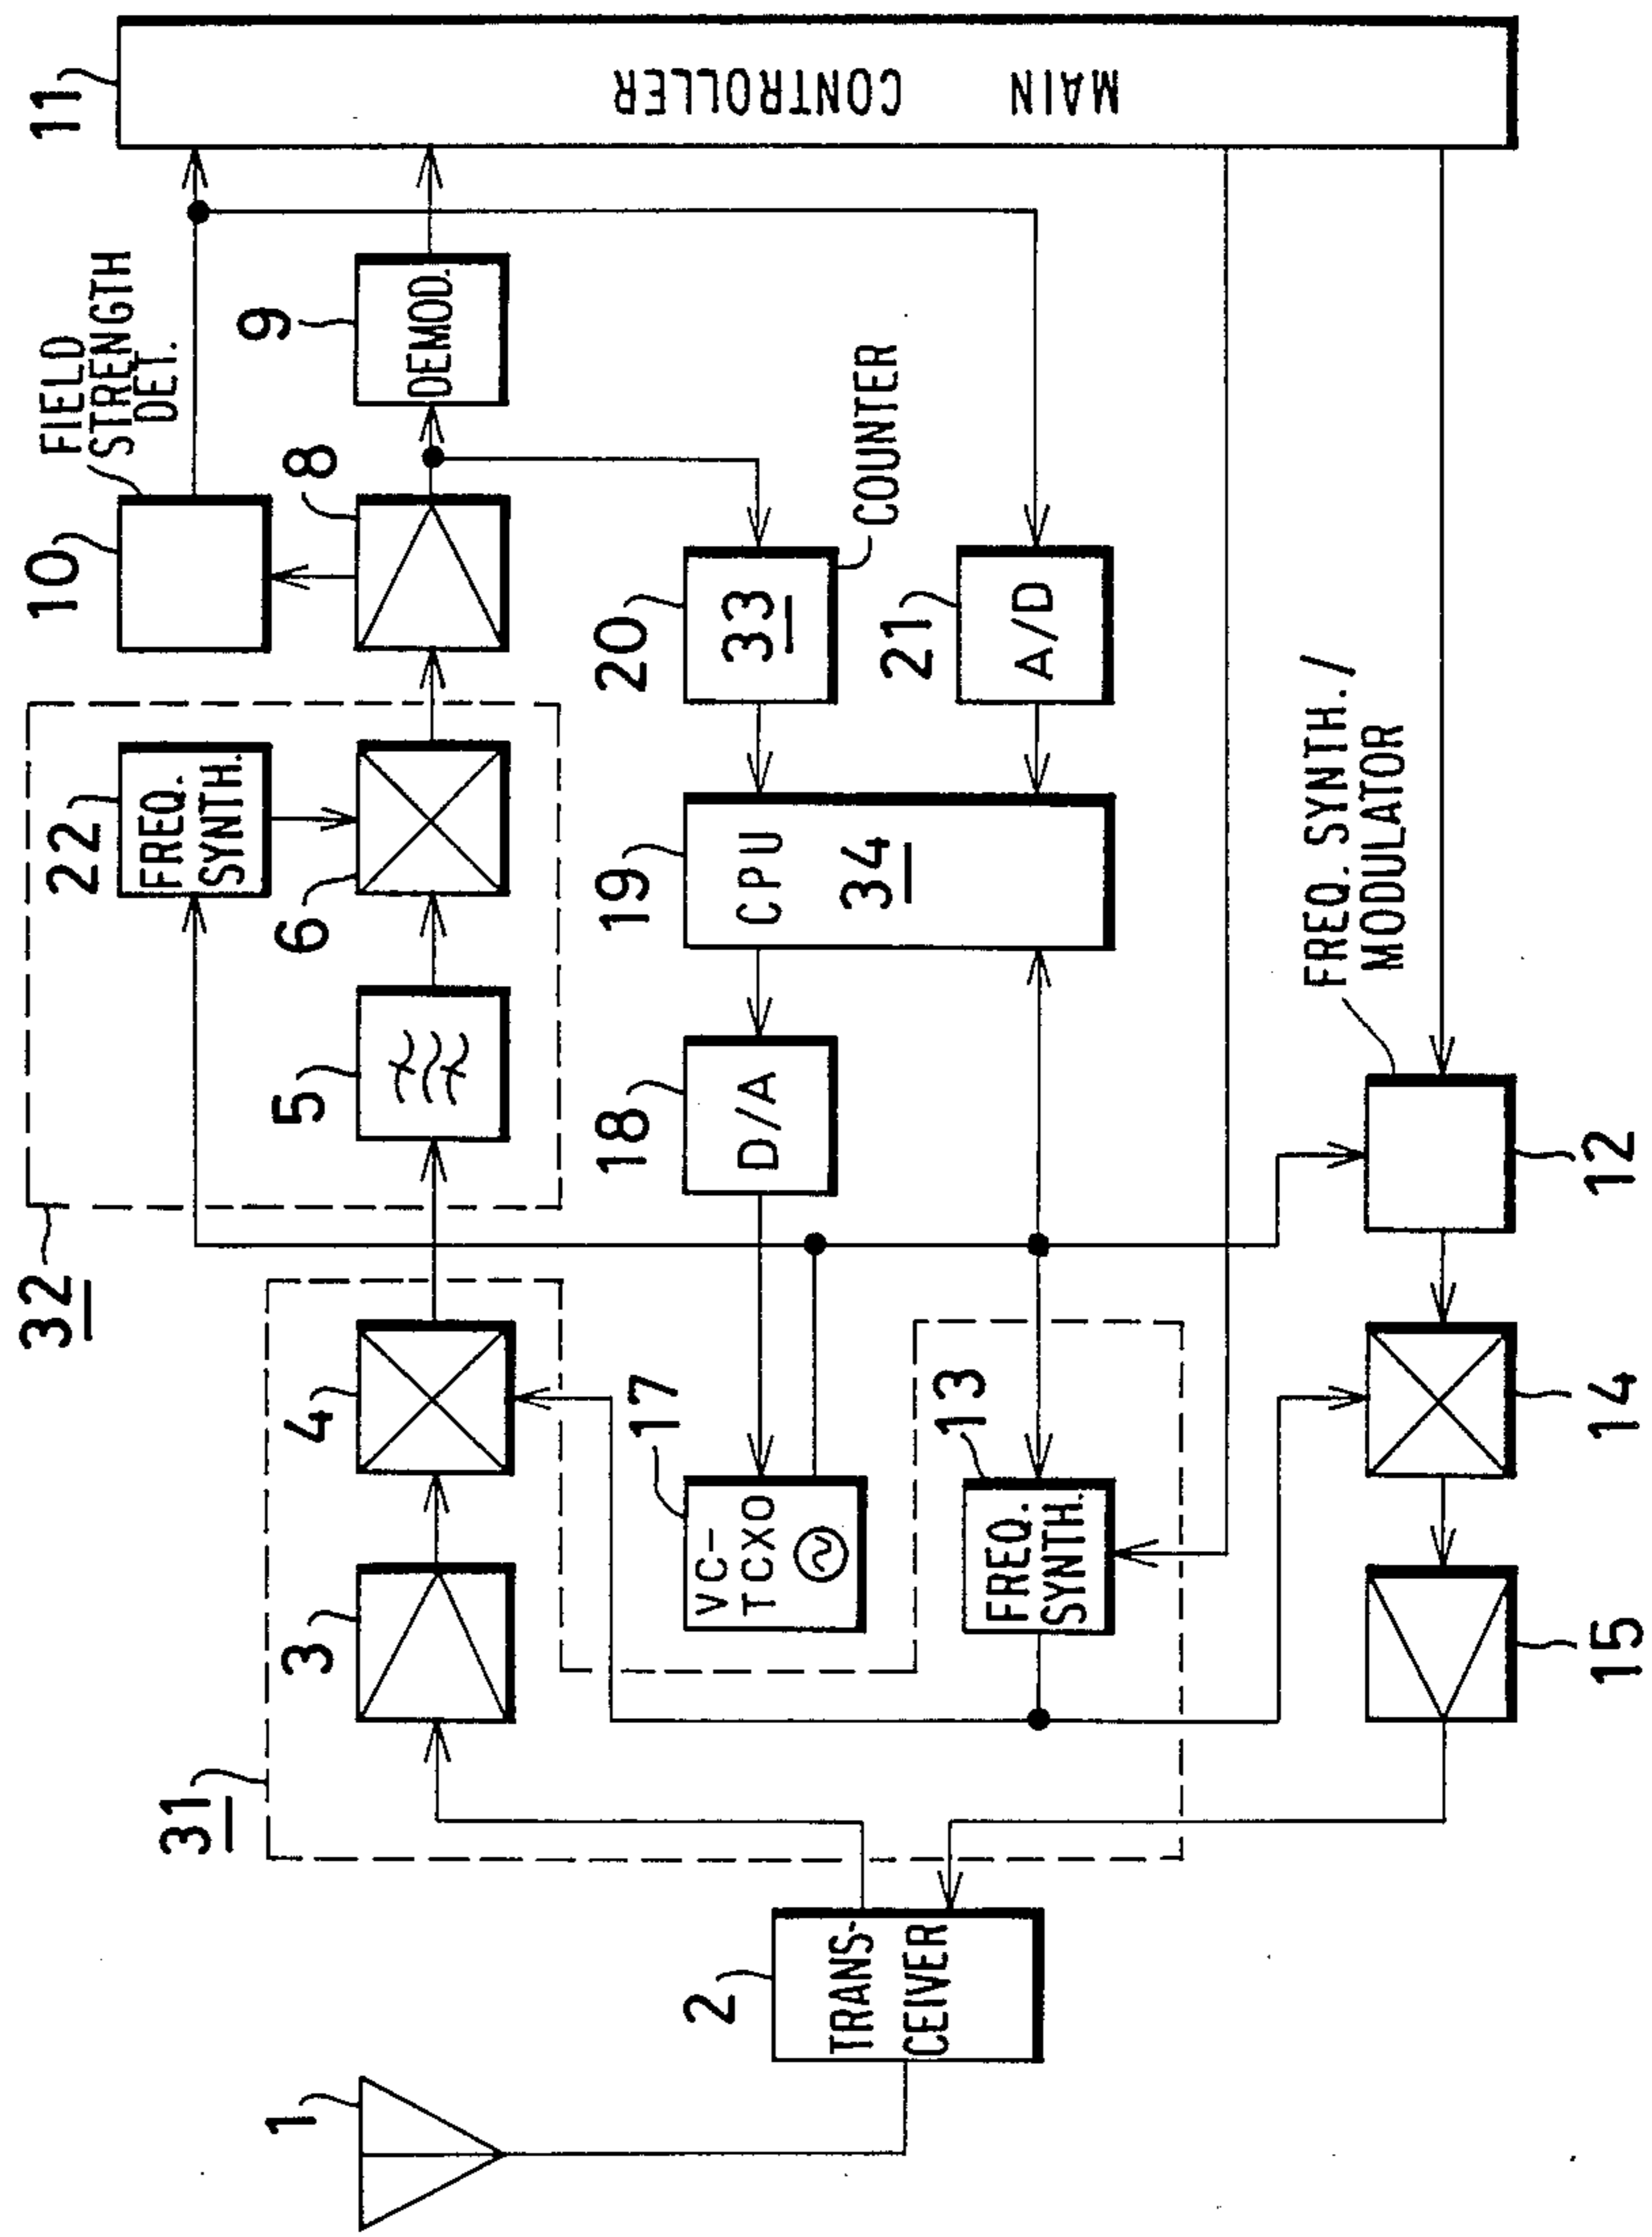 1
2
TRANS-
CEIVER
31
3
4
32
5
6
22
FREQ.
SYNTH.
8
10
FIELD
STRENGTH
DET.
9
DEMOD.
11
MAIN CONTROLLER
17
VC-
TCXO
18
D/A
19
CPU
34
20
33
COUNTER
21
A/D
13
FREQ.
SYNTH.
FREQ. SYNTH./
MODULATOR
12
14
15